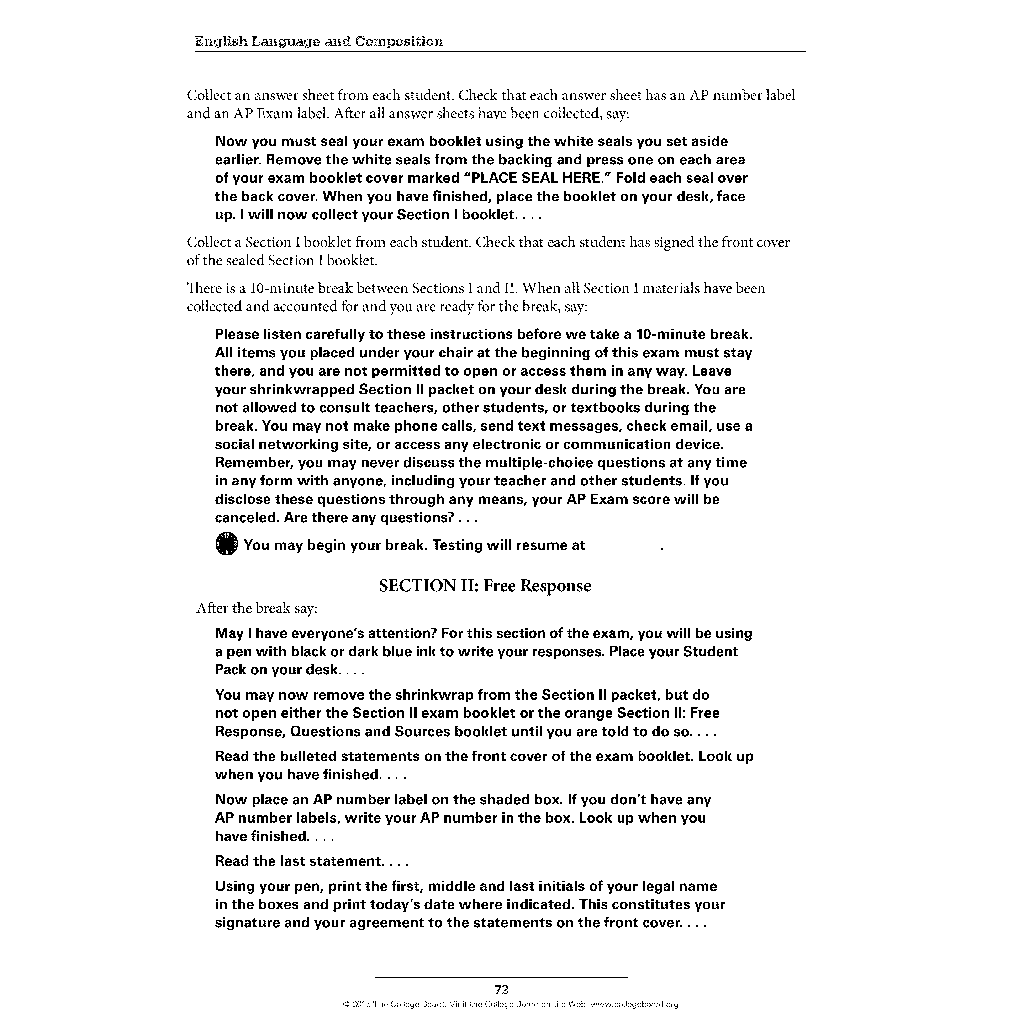 English Language and Composition
Collect an answer sheet from each student. Check that each answer sheet has an AP number label
and an AP Exam label. After all answer sheets have been collected, say:
Now you must seal your exam booklet using the white seals you set aside
earlier. Remove the white seals from the backing and press one on each area
of your exam booklet cover marked “PLACE SEAL HERE.” Fold each seal over
the back cover. When you have finished, place the booklet on your desk, face
up. I will now collect your Section I booklet. . . .
Collect a Section I booklet from each student. Check that each student has signed the front cover
of the sealed Section I booklet.
There is a 10-minute break between Sections I and II. When all Section I materials have been
collected and accounted for and you are ready for the break, say:
Please listen carefully to these instructions before we take a 10-minute break.
All items you placed under your chair at the beginning of this exam must stay
there, and you are not permitted to open or access them in any way. Leave
your shrinkwrapped Section II packet on your desk during the break. You are
not allowed to consult teachers, other students, or textbooks during the
break. You may not make phone calls, send text messages, check email, use a
social networking site, or access any electronic or communication device.
Remember, you may never discuss the multiple-choice questions at any time
in any form with anyone, including your teacher and other students. If you
disclose these questions through any means, your AP Exam score will be
canceled. Are there any questions? . . .
You may begin your break. Testing will resume at .
SECTION II: Free Response
After the break say:
May I have everyone’s attention? For this section of the exam, you will be using
a pen with black or dark blue ink to write your responses. Place your Student
Pack on your desk. . . .
You may now remove the shrinkwrap from the Section II packet, but do
not open either the Section II exam booklet or the orange Section II: Free
Response, Questions and Sources booklet until you are told to do so. . . .
Read the bulleted statements on the front cover of the exam booklet. Look up
when you have finished. . . .
Now place an AP number label on the shaded box. If you don’t have any
AP number labels, write your AP number in the box. Look up when you
have finished. . . .
Read the last statement. . . .
Using your pen, print the first, middle and last initials of your legal name
in the boxes and print today’s date where indicated. This constitutes your
signature and your agreement to the statements on the front cover. . . .
73
The College Board. Visit the College Board on the Web: www.collegeboard.org